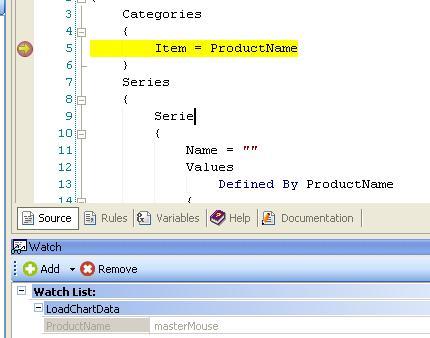 3 Categories
4 {
5 Item = ProductName
6 }
7 Series
8 {
9 Serie
10 {
11 Name = ""
12 Values
13 Defined By ProductName
14 {
Source Rules Variables Help Documentation
Watch
Add Remove
Watch List:
LoadChartData
ProductName masterMouse